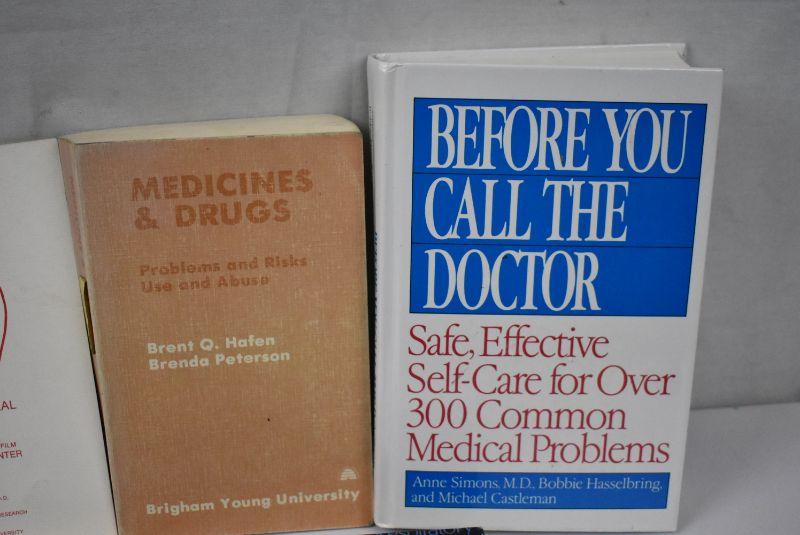 MEDICINES
& DRUGS
Problems and Risks
Use and Abuse
Brent Q. Hafen
Brenda Peterson
Brigham Young University
BEFORE YOU
CALL THE
DOCTOR
Safe, Effective
Self-Care for Over
300 Common
Medical Problems
Anne Simons, M.D., Bobbie Hasselbring,
and Michael Castleman
AL
FILM
NTER
.D.
RESEARCH
VERSITY